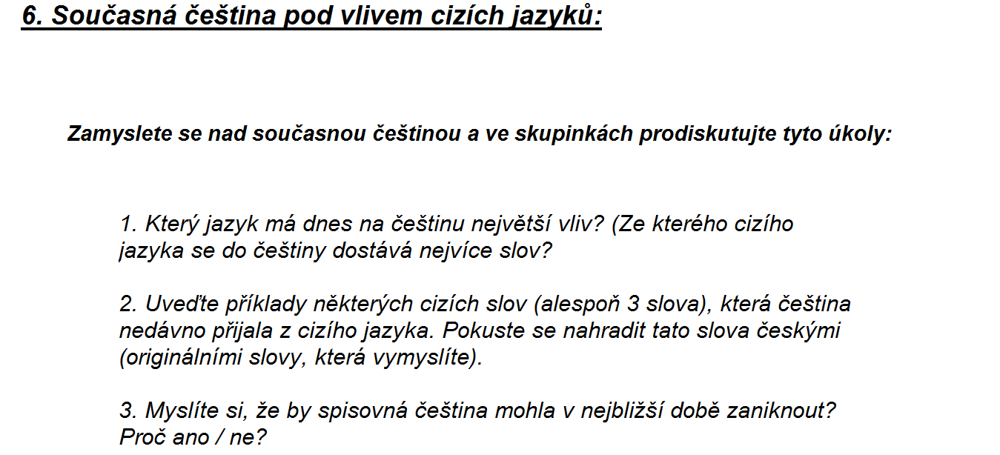 6. Současná čeština pod vlivem cizích jazyků:
Zamyslete se nad současnou češtinou a ve skupinkách prodiskutujte tyto úkoly:
1. Který jazyk má dnes na češtinu největší vliv? (Ze kterého cizího
jazyka se do češtiny dostává nejvíce slov?
2. Uveďte příklady některých cizích slov (alespoň 3 slova), která čeština
nedávno přijala z cizího jazyka. Pokuste se nahradit tato slova českými
(originálními slovy, která vymyslíte).
3. Myslíte si, že by spisovná čeština mohla v nejbližší době zaniknout?
Proč ano / ne?